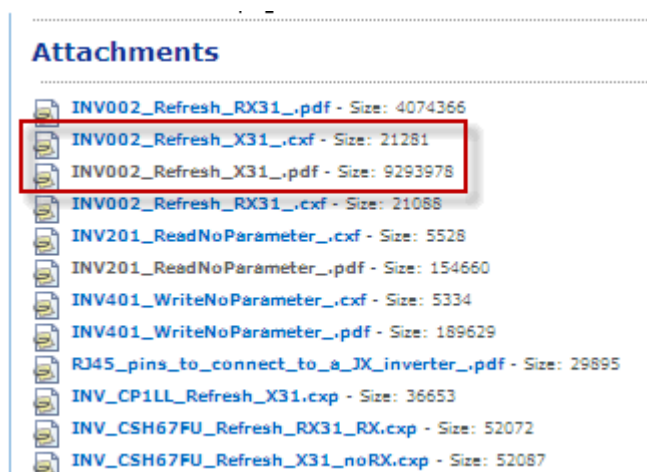 Attachments
INV002_Refresh_RX31_.pdf - Size: 4074366
INV002_Refresh_X31_.cxf - Size: 21281
INV002_Refresh_X31_.pdf - Size: 9293978
INV002_Refresh_RX31_.cxf - Size: 21088
INV201_ReadNoParameter_.cxf - Size: 5528
INV201_ReadNoParameter_.pdf - Size: 154660
INV401_WriteNoParameter_.cxf - Size: 5334
INV401_WriteNoParameter_.pdf - Size: 189629
RJ45_pins_to_connect_to_a_JX_inverter_.pdf - Size: 29895
INV_CP1LL_Refresh_X31.cxp - Size: 36653
INV_CSH67FU_Refresh_RX31_RX.cxp - Size: 52072
INV_CSH67FU_Refresh_X31_noRX.cxp - Size: 52087